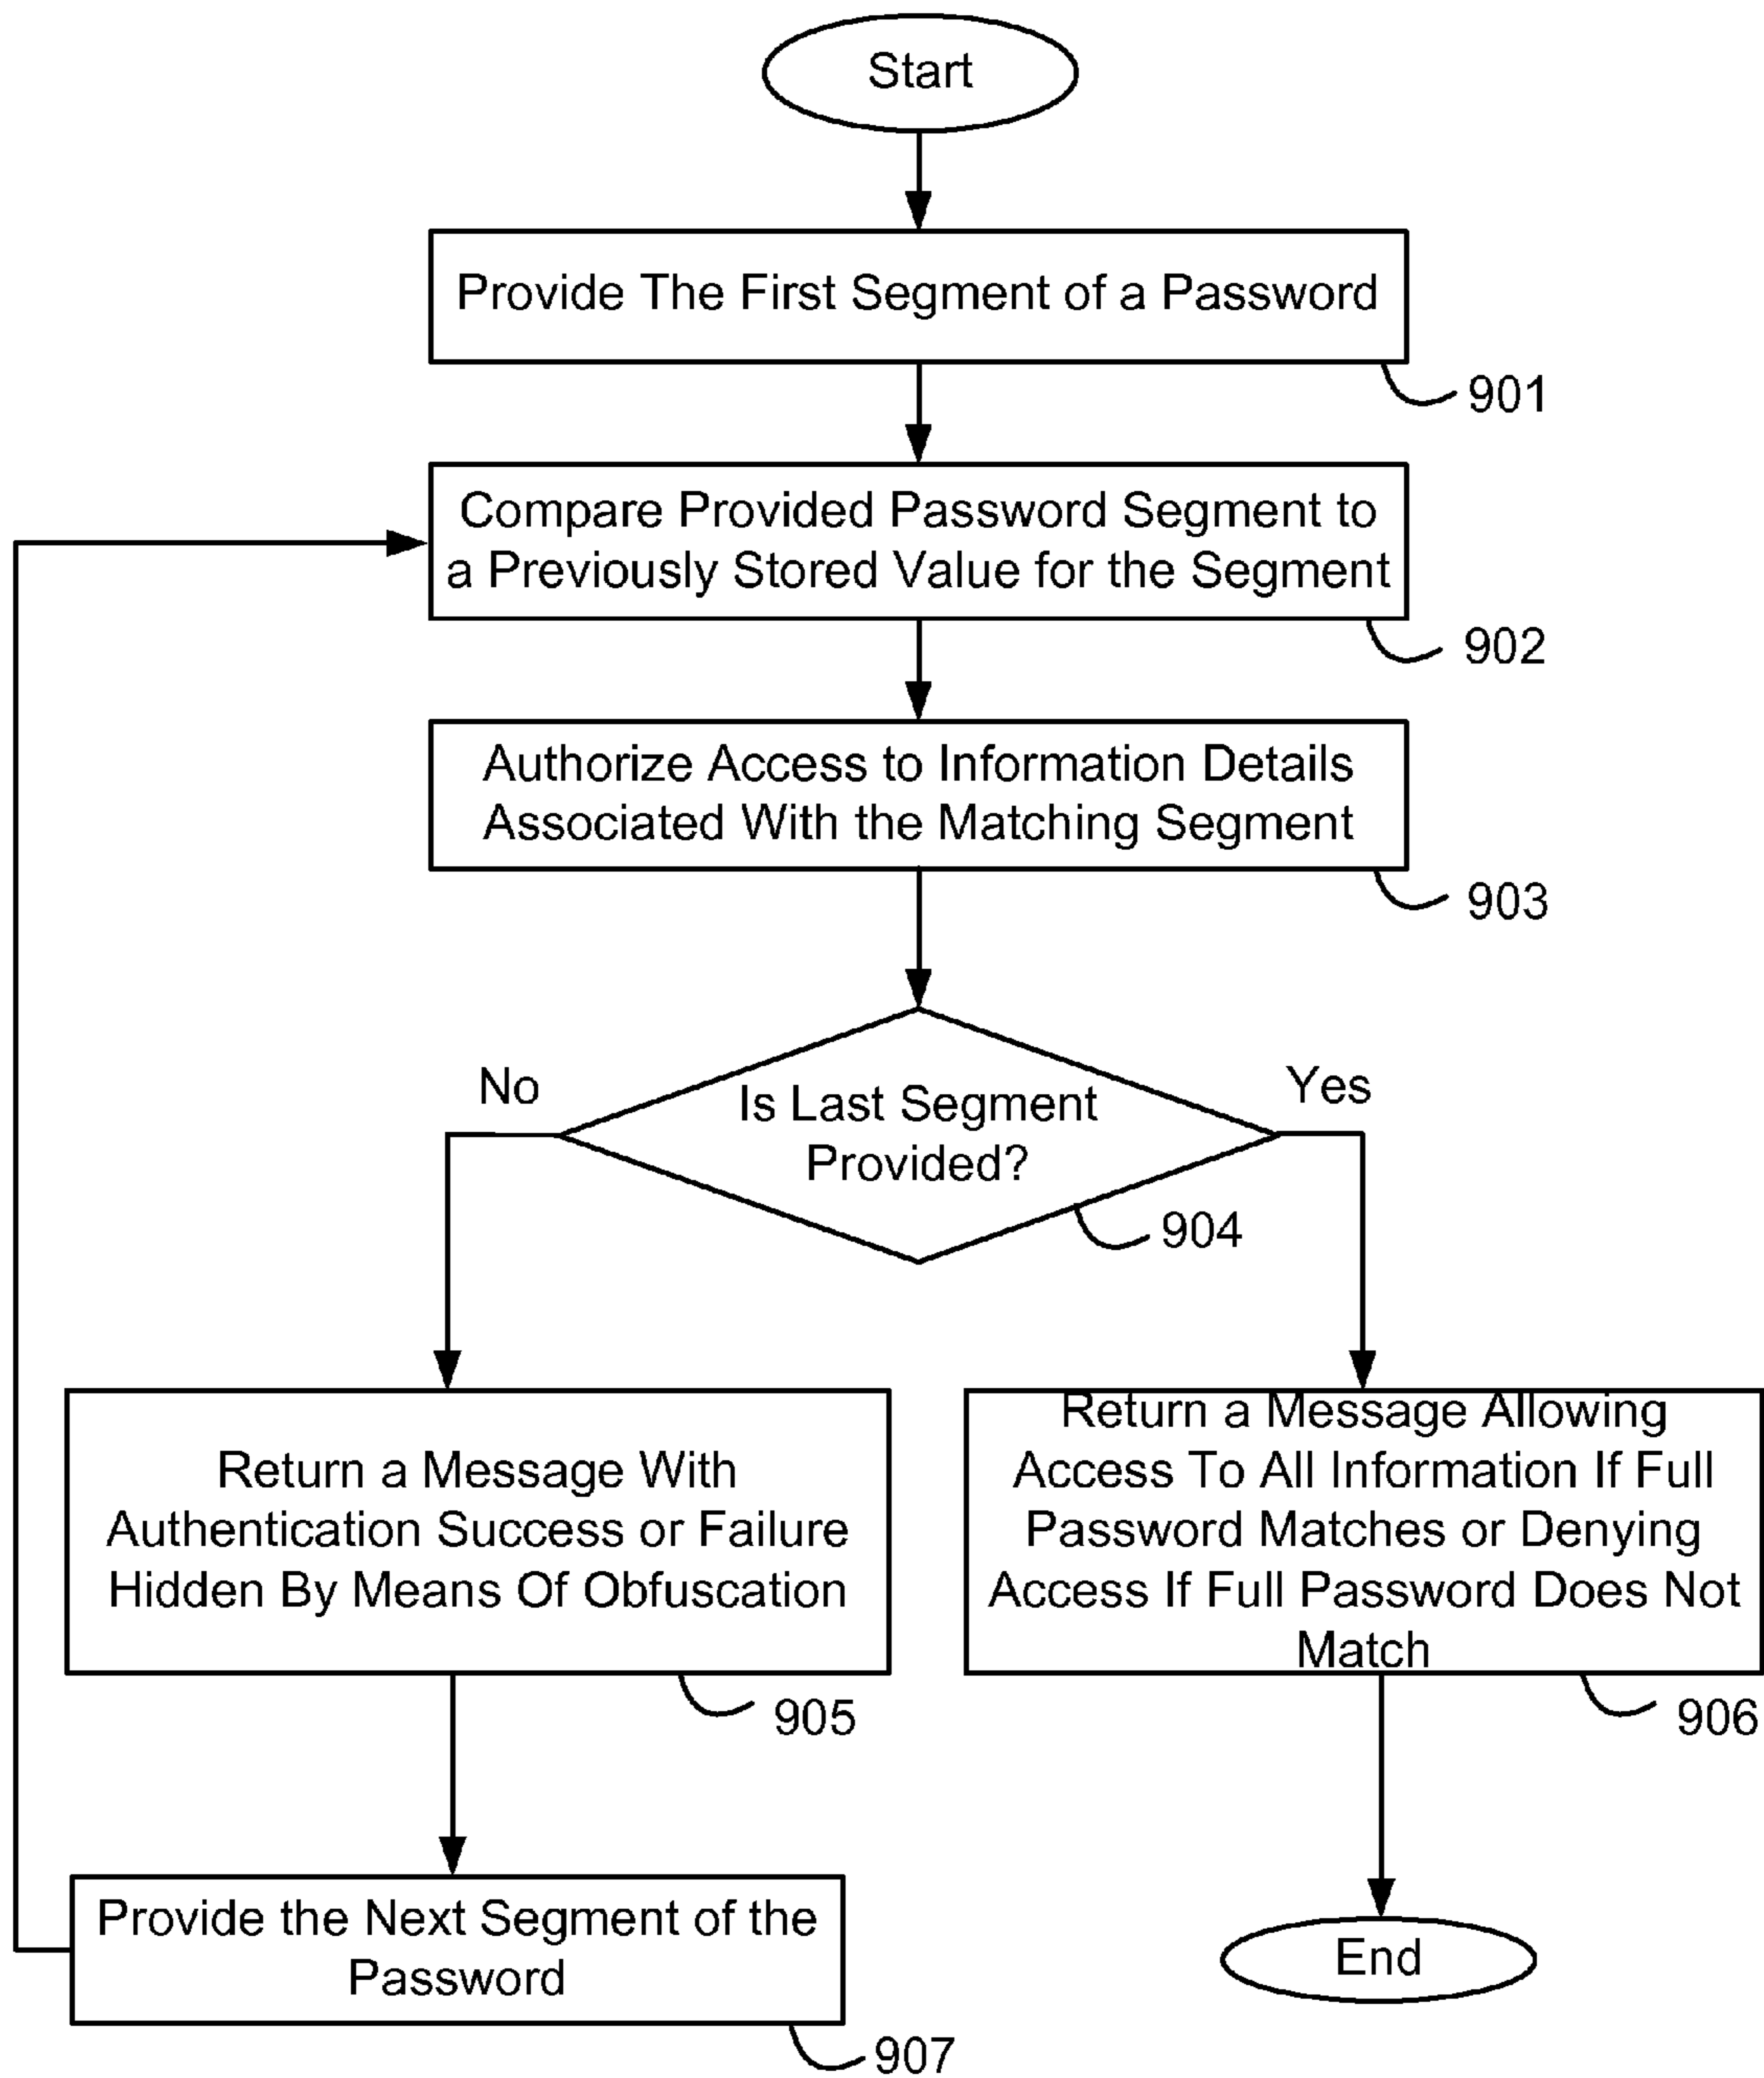 Start
Provide The First Segment of a Password
901
Compare Provided Password Segment to
a Previously Stored Value for the Segment
902
Authorize Access to Information Details
Associated With the Matching Segment
903
No
Yes
Is Last Segment
Provided?
904
Return a Message With
Authentication Success or Failure
Hidden By Means Of Obfuscation
905
Return a Message Allowing
Access To All Information If Full
Password Matches or Denying
Access If Full Password Does Not
Match
906
Provide the Next Segment of the
Password
907
End